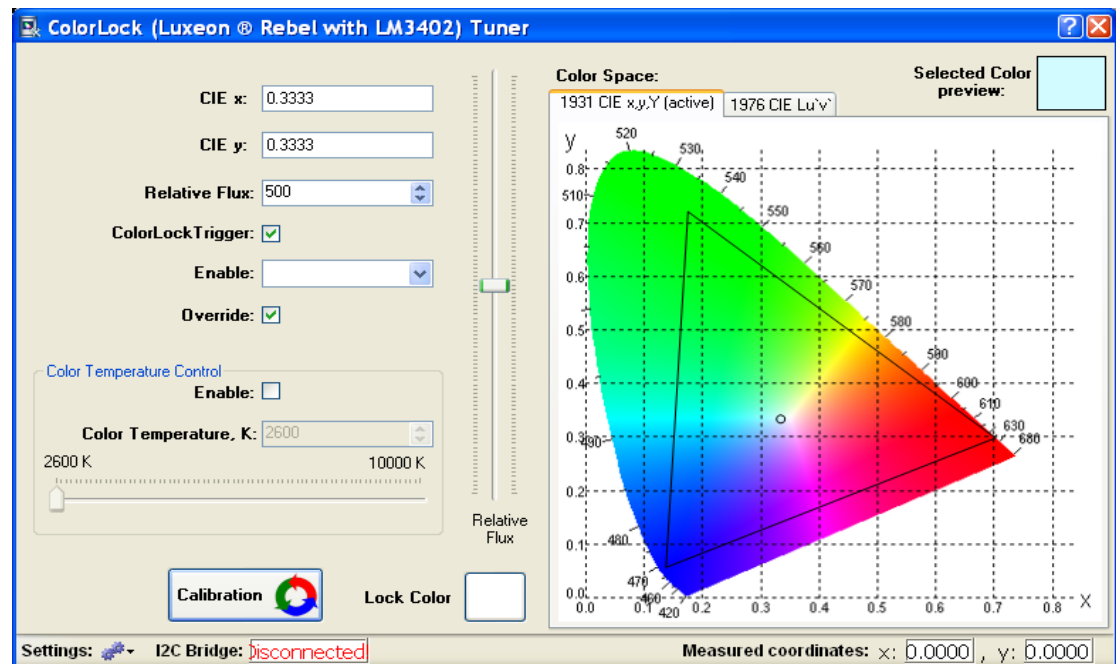 ColorLock (Luxeon ® Rebel with LM3402) Tuner
CIE x: 0.3333
CIE y: 0.3333
Relative Flux: 500
ColorLockTrigger:
Enable:
Override:
Color Temperature Control
Enable:
Color Temperature, K: 2600
2600 K 10000 K
Relative
Flux
Calibration
Lock Color
Color Space:
Selected Color
preview:
1931 CIE x,y,Y (active) 1976 CIE Lu`v`
y
520
530
0.8
540
510
550
0.7
560
0.6
570
0.5
580
590
0.4
600
610
630
0.3
490
680
0.2
0.1
480
470
460
0.0
420
0.0 0.1 0.2 0.3 0.4 0.5 0.6 0.7 0.8 x
Settings: I2C Bridge: Disconnected Measured coordinates: x: 0.0000 , y: 0.0000